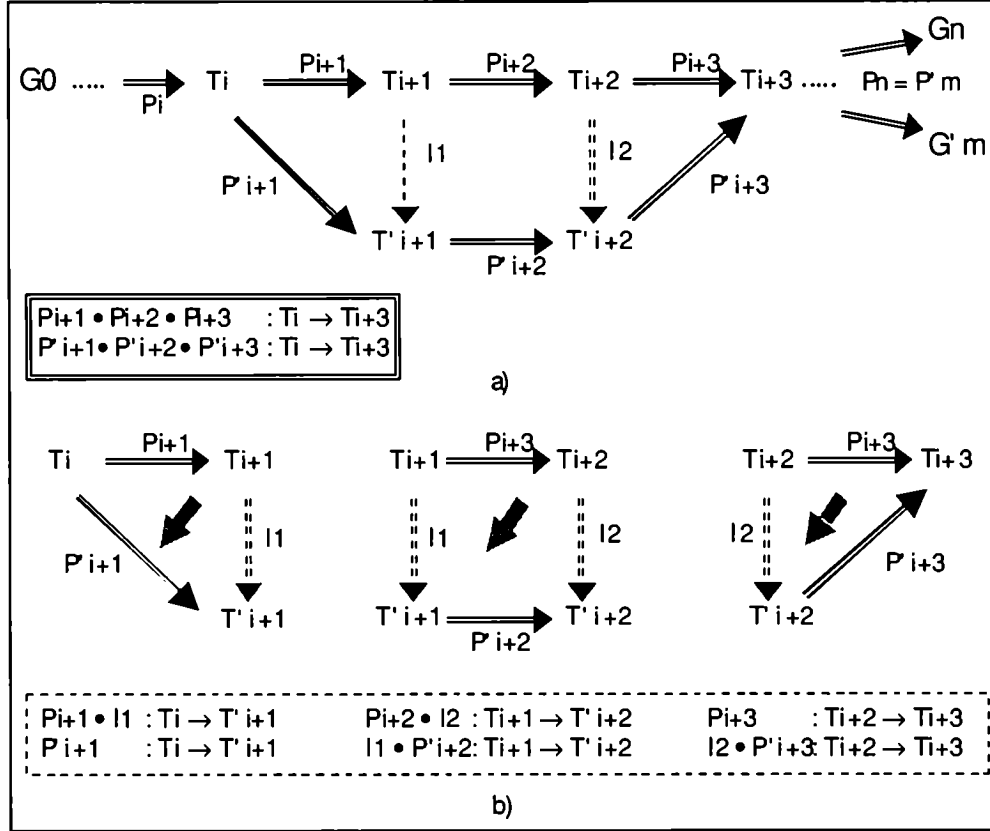 Gn
Pi+1 Pi+2 Pi+3
G0 ..... Ti Ti+1 Ti+2 Ti+3 ..... Pn = P' m
Pi
G' m
I1 I2
P' i+1 P' i+3
T' i+1 T' i+2
P' i+2
Pi+1 • Pi+2 • Pi+3 : Ti → Ti+3
P' i+1 • P' i+2 • P' i+3 : Ti → Ti+3
a)
Pi+1 Pi+3 Pi+3
Ti Ti+1 Ti+1 Ti+2 Ti+2 Ti+3
I1 I1 I2 I2
P' i+1 P' i+3
T' i+1 T' i+1 T' i+2 T' i+2
P' i+2
Pi+1 • I1 : Ti → T' i+1 Pi+2 • I2 : Ti+1 → T' i+2 Pi+3 : Ti+2 → Ti+3
P' i+1 : Ti → T' i+1 I1 • P' i+2 : Ti+1 → T' i+2 I2 • P' i+3 : Ti+2 → Ti+3
b)